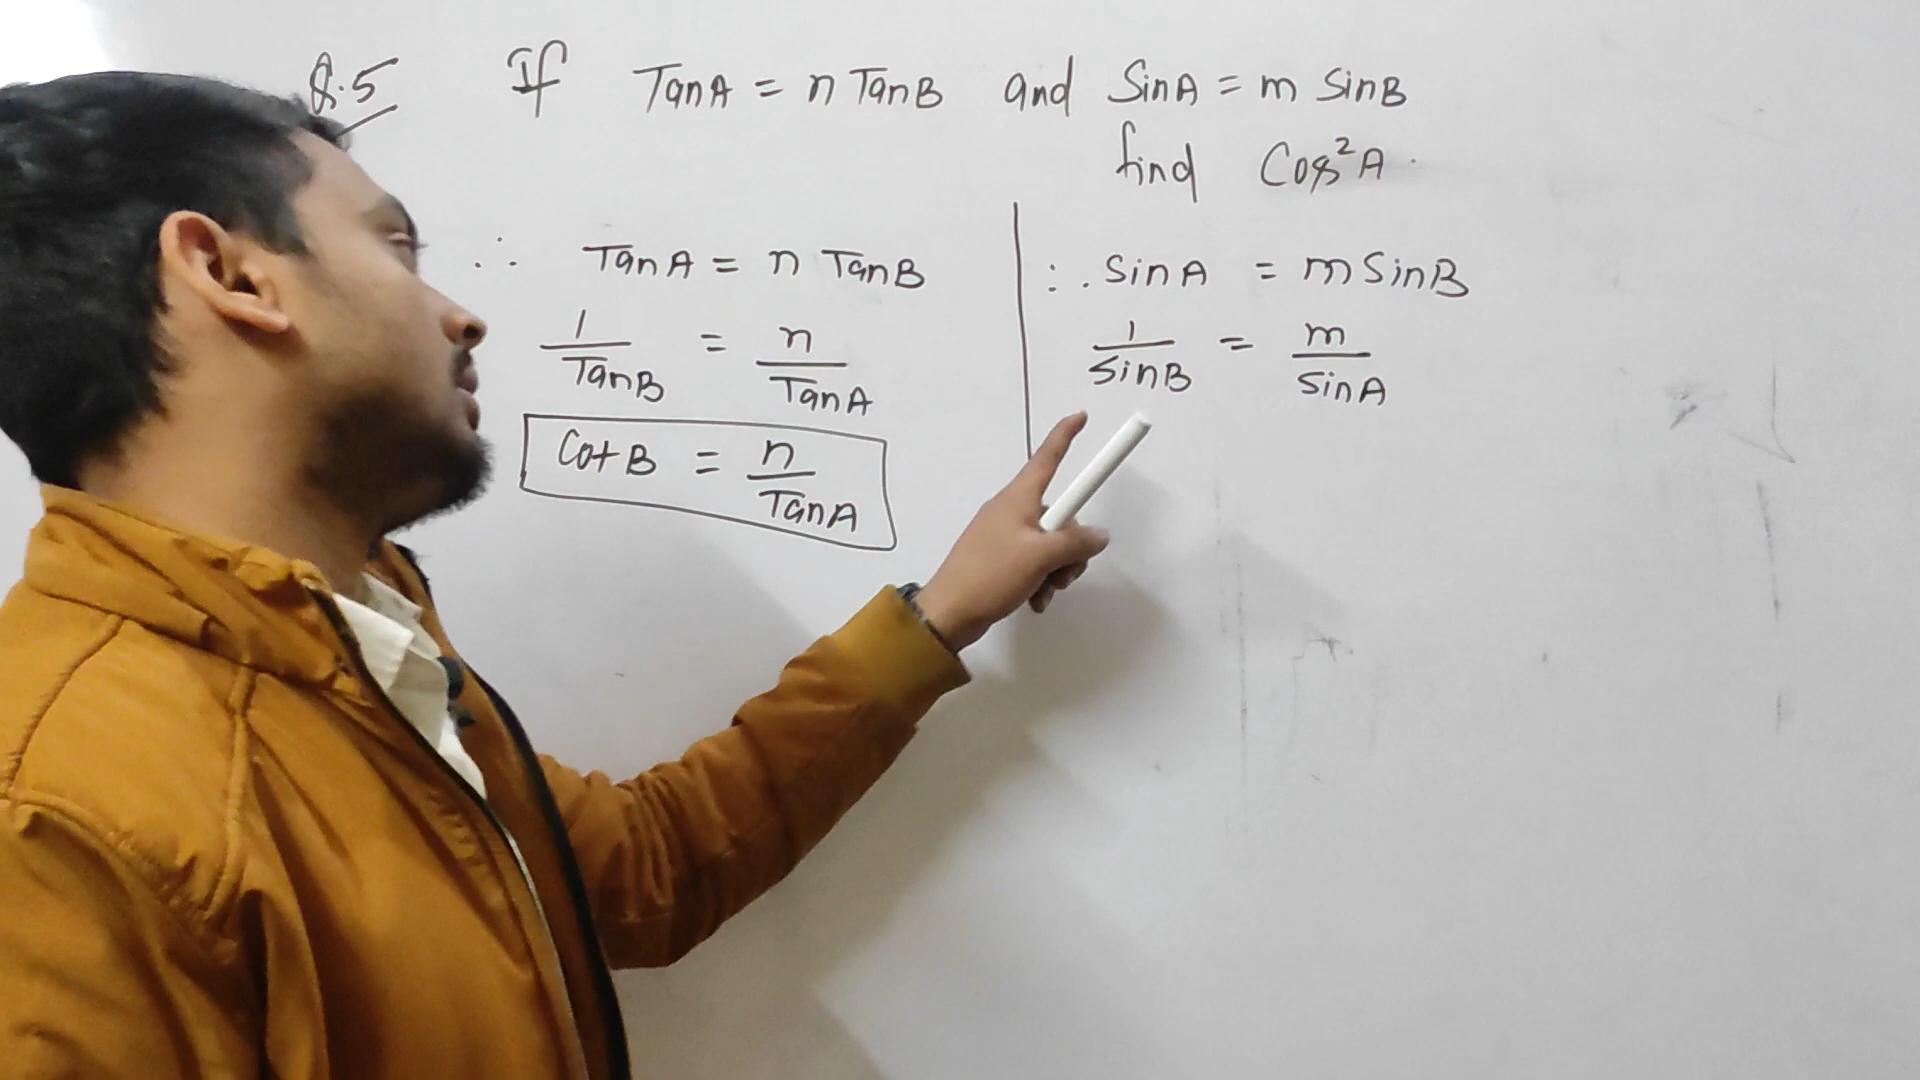 Q.5 If TanA = n TanB and SinA = m SinB
find Cos²A.
∴ TanA = n TanB
1/TanB = n/TanA
CotB = n/TanA
∴ SinA = m SinB
1/SinB = m/SinA